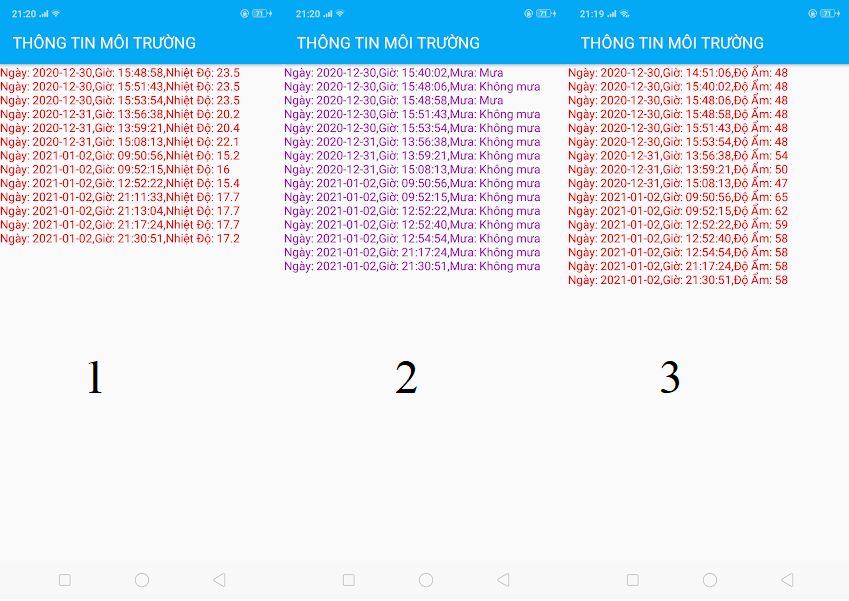 21:20
71
THÔNG TIN MÔI TRƯỜNG
Ngày: 2020-12-30,Giờ: 15:48:58,Nhiệt Độ: 23.5
Ngày: 2020-12-30,Giờ: 15:51:43,Nhiệt Độ: 23.5
Ngày: 2020-12-30,Giờ: 15:53:54,Nhiệt Độ: 23.5
Ngày: 2020-12-31,Giờ: 13:56:38,Nhiệt Độ: 20.2
Ngày: 2020-12-31,Giờ: 13:59:21,Nhiệt Độ: 20.4
Ngày: 2020-12-31,Giờ: 15:08:13,Nhiệt Độ: 22.1
Ngày: 2021-01-02,Giờ: 09:50:56,Nhiệt Độ: 15.2
Ngày: 2021-01-02,Giờ: 09:52:15,Nhiệt Độ: 16
Ngày: 2021-01-02,Giờ: 12:52:22,Nhiệt Độ: 15.4
Ngày: 2021-01-02,Giờ: 21:11:33,Nhiệt Độ: 17.7
Ngày: 2021-01-02,Giờ: 21:13:04,Nhiệt Độ: 17.7
Ngày: 2021-01-02,Giờ: 21:17:24,Nhiệt Độ: 17.7
Ngày: 2021-01-02,Giờ: 21:30:51,Nhiệt Độ: 17.2
1
21:20
71
THÔNG TIN MÔI TRƯỜNG
Ngày: 2020-12-30,Giờ: 15:40:02,Mưa: Mưa
Ngày: 2020-12-30,Giờ: 15:48:06,Mưa: Không mưa
Ngày: 2020-12-30,Giờ: 15:48:58,Mưa: Mưa
Ngày: 2020-12-30,Giờ: 15:51:43,Mưa: Không mưa
Ngày: 2020-12-30,Giờ: 15:53:54,Mưa: Không mưa
Ngày: 2020-12-31,Giờ: 13:56:38,Mưa: Không mưa
Ngày: 2020-12-31,Giờ: 13:59:21,Mưa: Không mưa
Ngày: 2020-12-31,Giờ: 15:08:13,Mưa: Không mưa
Ngày: 2021-01-02,Giờ: 09:50:56,Mưa: Không mưa
Ngày: 2021-01-02,Giờ: 09:52:15,Mưa: Không mưa
Ngày: 2021-01-02,Giờ: 12:52:22,Mưa: Không mưa
Ngày: 2021-01-02,Giờ: 12:52:40,Mưa: Không mưa
Ngày: 2021-01-02,Giờ: 12:54:54,Mưa: Không mưa
Ngày: 2021-01-02,Giờ: 21:17:24,Mưa: Không mưa
Ngày: 2021-01-02,Giờ: 21:30:51,Mưa: Không mưa
2
21:19
71
THÔNG TIN MÔI TRƯỜNG
Ngày: 2020-12-30,Giờ: 14:51:06,Độ Ẩm: 48
Ngày: 2020-12-30,Giờ: 15:40:02,Độ Ẩm: 48
Ngày: 2020-12-30,Giờ: 15:48:06,Độ Ẩm: 48
Ngày: 2020-12-30,Giờ: 15:48:58,Độ Ẩm: 48
Ngày: 2020-12-30,Giờ: 15:51:43,Độ Ẩm: 48
Ngày: 2020-12-30,Giờ: 15:53:54,Độ Ẩm: 48
Ngày: 2020-12-31,Giờ: 13:56:38,Độ Ẩm: 54
Ngày: 2020-12-31,Giờ: 13:59:21,Độ Ẩm: 50
Ngày: 2020-12-31,Giờ: 15:08:13,Độ Ẩm: 47
Ngày: 2021-01-02,Giờ: 09:50:56,Độ Ẩm: 65
Ngày: 2021-01-02,Giờ: 09:52:15,Độ Ẩm: 62
Ngày: 2021-01-02,Giờ: 12:52:22,Độ Ẩm: 59
Ngày: 2021-01-02,Giờ: 12:52:40,Độ Ẩm: 58
Ngày: 2021-01-02,Giờ: 12:54:54,Độ Ẩm: 58
Ngày: 2021-01-02,Giờ: 21:17:24,Độ Ẩm: 58
Ngày: 2021-01-02,Giờ: 21:30:51,Độ Ẩm: 58
3